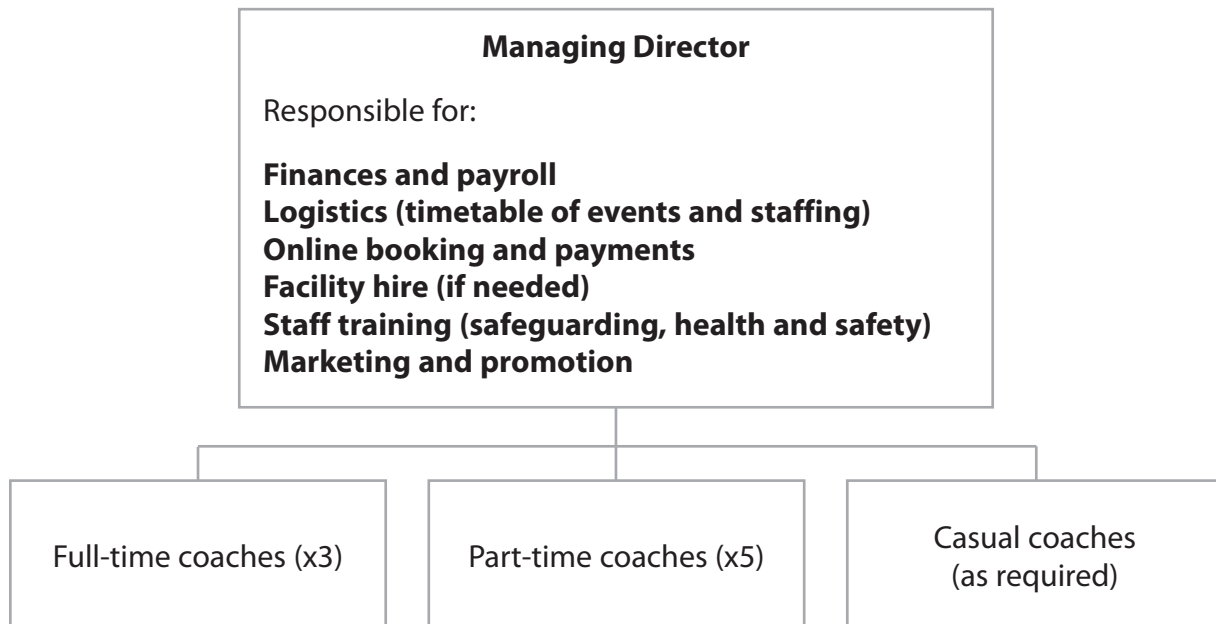 Managing Director
Responsible for:
Finances and payroll
Logistics (timetable of events and staffing)
Online booking and payments
Facility hire (if needed)
Staff training (safeguarding, health and safety)
Marketing and promotion
Full-time coaches (x3)
Part-time coaches (x5)
Casual coaches
(as required)